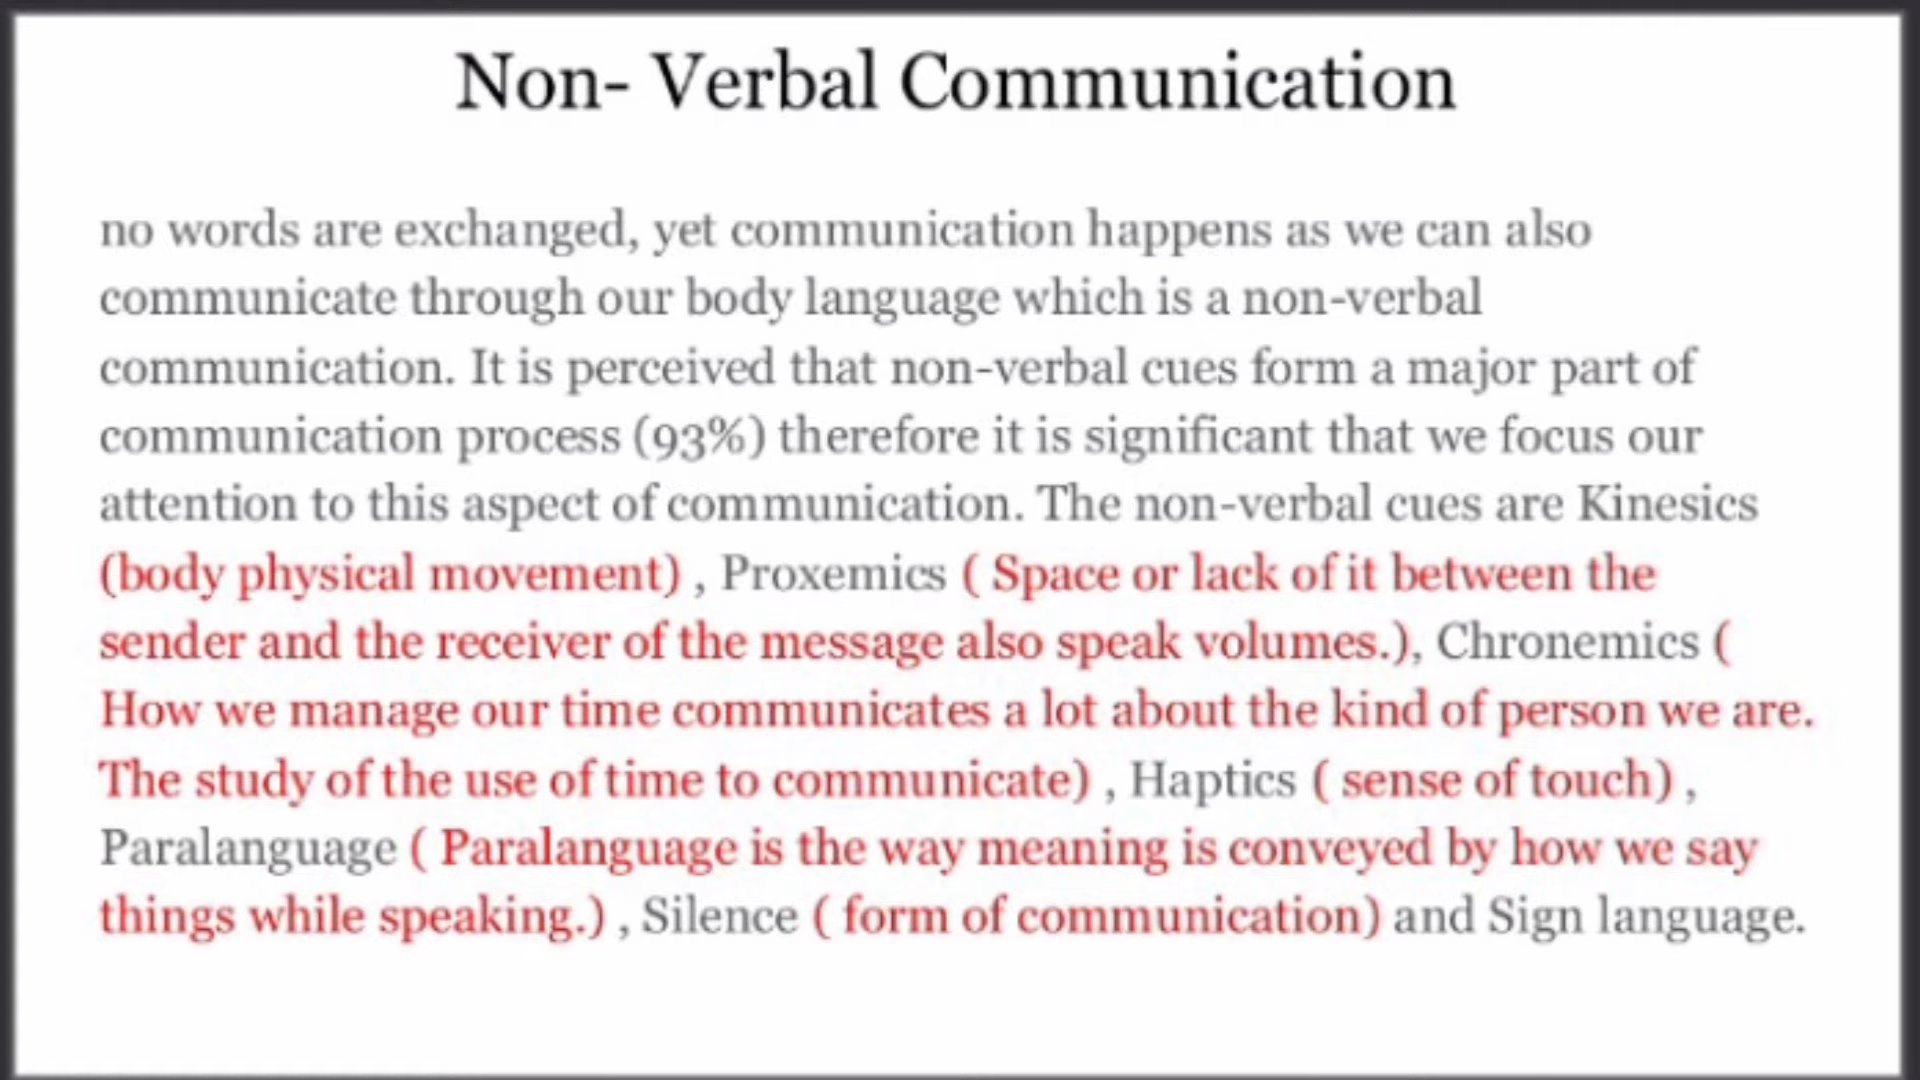 Non- Verbal Communication
no words are exchanged, yet communication happens as we can also
communicate through our body language which is a non-verbal
communication. It is perceived that non-verbal cues form a major part of
communication process (93%) therefore it is significant that we focus our
attention to this aspect of communication. The non-verbal cues are Kinesics
(body physical movement) , Proxemics ( Space or lack of it between the
sender and the receiver of the message also speak volumes.), Chronemics (
How we manage our time communicates a lot about the kind of person we are.
The study of the use of time to communicate) , Haptics ( sense of touch) ,
Paralanguage ( Paralanguage is the way meaning is conveyed by how we say
things while speaking.) , Silence ( form of communication) and Sign language.